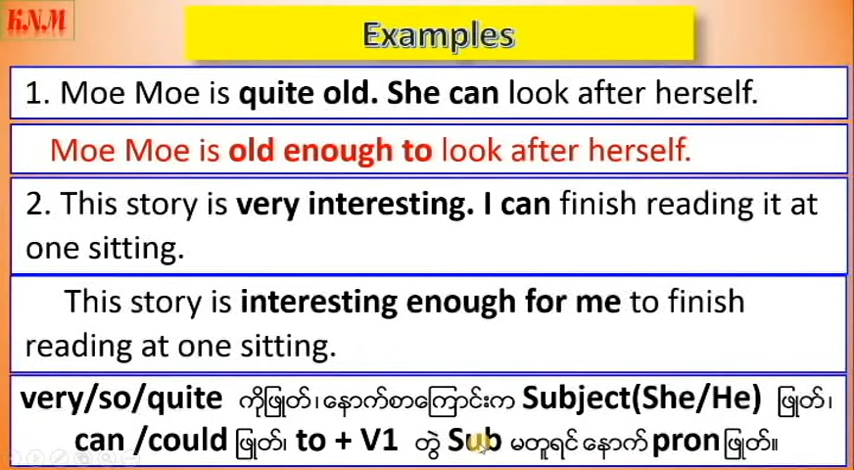 K.N.M
Examples
1. Moe Moe is quite old. She can look after herself.
Moe Moe is old enough to look after herself.
2. This story is very interesting. I can finish reading it at
one sitting.
This story is interesting enough for me to finish
reading at one sitting.
very/so/quite ကိုဖြုတ်၊ နောက်စာကြောင်းက Subject(She/He) ဖြုတ်၊
can /could ဖြုတ်၊ to + V1 တွဲ Sub မတူရင် နောက် pron ဖြုတ်။